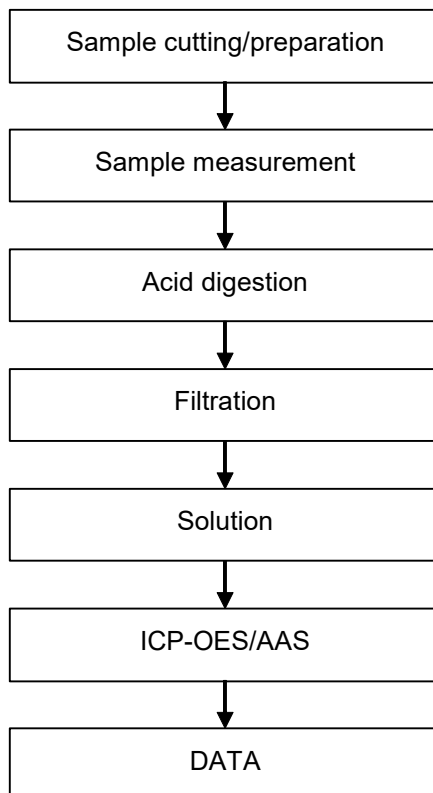 Sample cutting/preparation
Sample measurement
Acid digestion
Filtration
Solution
ICP-OES/AAS
DATA